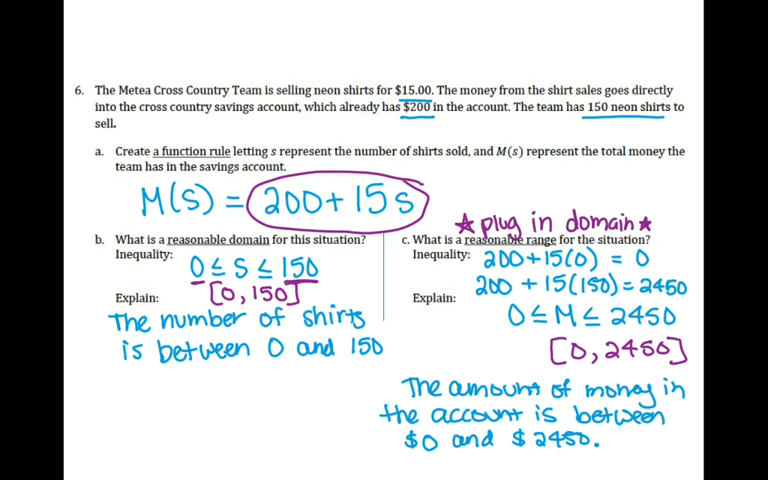 6. The Metea Cross Country Team is selling neon shirts for $15.00. The money from the shirt sales goes directly
into the cross country savings account, which already has $200 in the account. The team has 150 neon shirts to
sell.
a. Create a function rule letting s represent the number of shirts sold, and M(s) represent the total money the
team has in the savings account.
M(s) = 200 + 15 s
b. What is a reasonable domain for this situation?
Inequality:
0 ≤ s ≤ 150
[0, 150]
Explain:
The number of shirts
is between 0 and 150
★ plug in domain ★
c. What is a reasonable range for the situation?
Inequality: 200+15(0) = 0
200 + 15(150) = 2450
Explain:
0 ≤ M ≤ 2450
[0, 2450]
The amount of money in
the account is between
$0 and $2450.